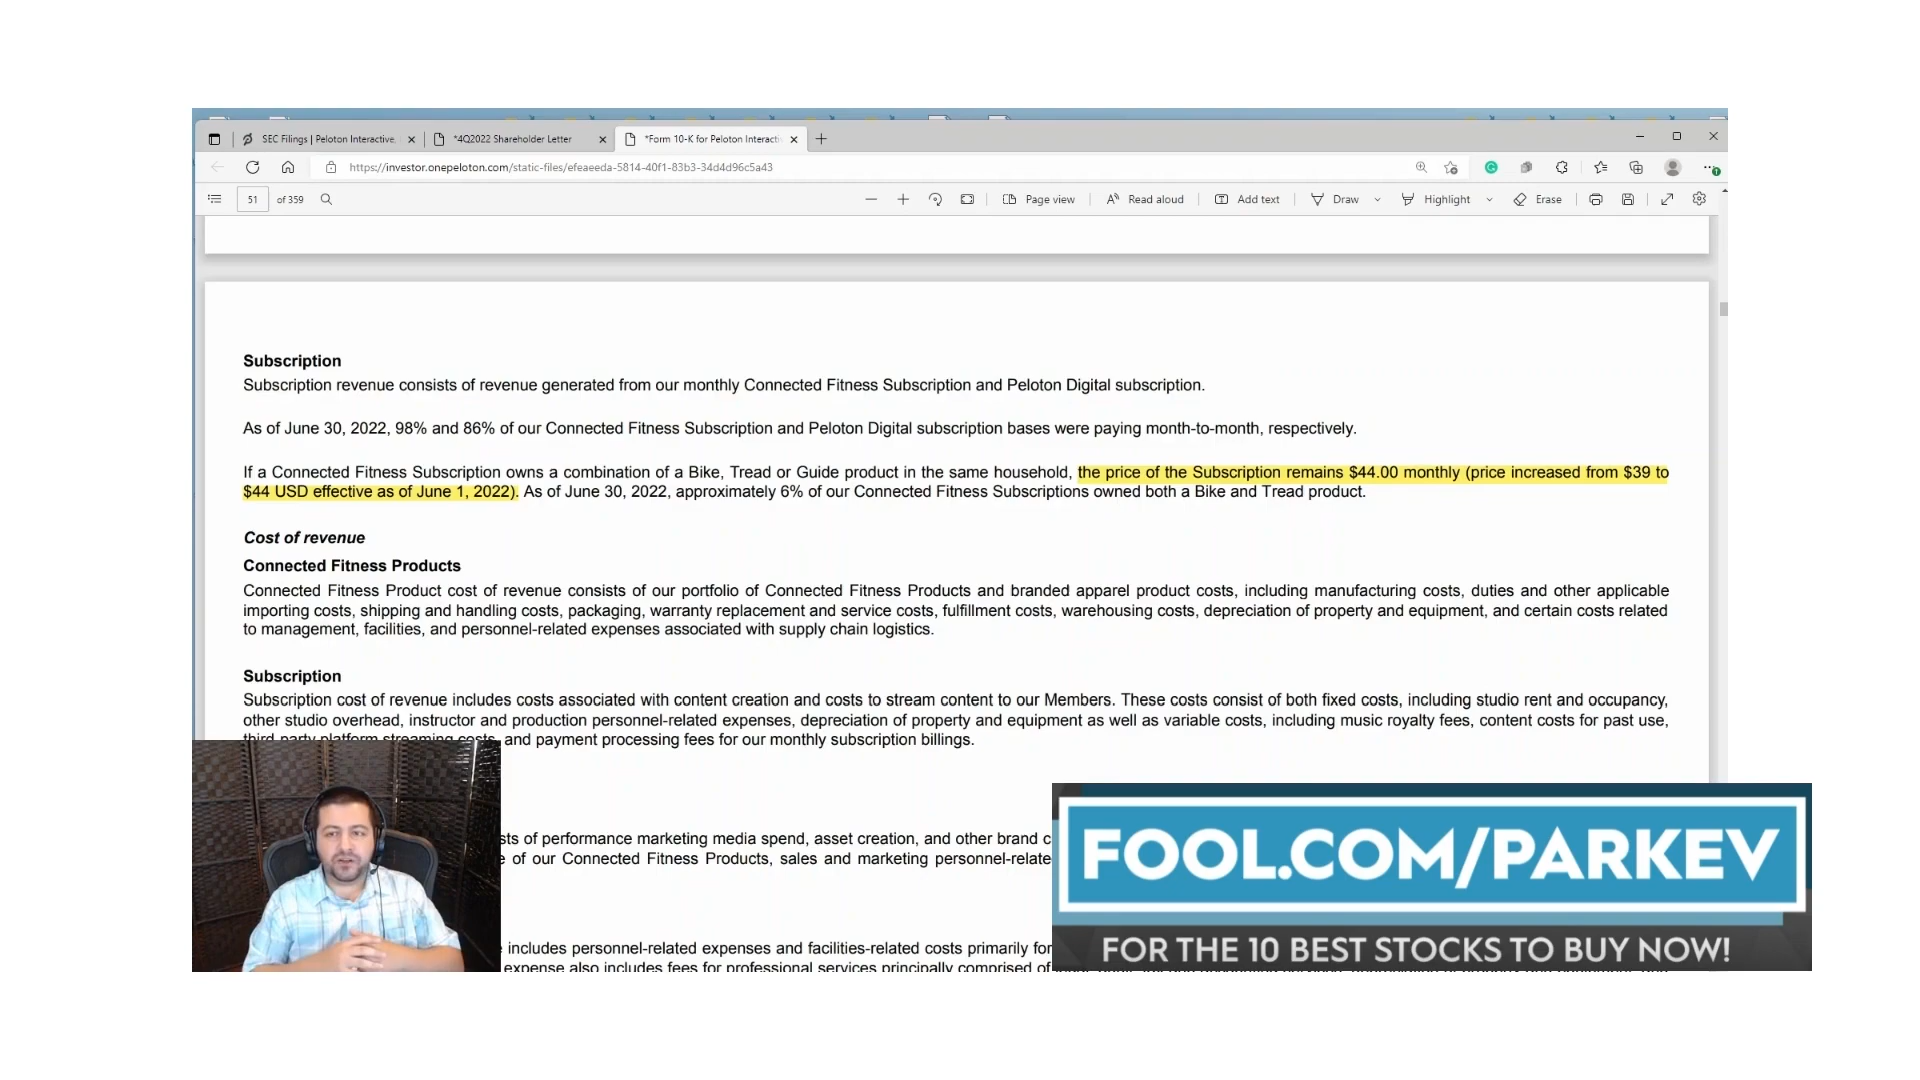 SEC Filings | Peloton Interactive,
*4Q2022 Shareholder Letter
*Form 10-K for Peloton Interacti
https://investor.onepeloton.com/static-files/efeaeeda-5814-40f1-83b3-34d4d96c5a43
51 of 359 Page view Read aloud Add text Draw Highlight Erase
Subscription
Subscription revenue consists of revenue generated from our monthly Connected Fitness Subscription and Peloton Digital subscription.
As of June 30, 2022, 98% and 86% of our Connected Fitness Subscription and Peloton Digital subscription bases were paying month-to-month, respectively.
If a Connected Fitness Subscription owns a combination of a Bike, Tread or Guide product in the same household, the price of the Subscription remains $44.00 monthly (price increased from $39 to
$44 USD effective as of June 1, 2022). As of June 30, 2022, approximately 6% of our Connected Fitness Subscriptions owned both a Bike and Tread product.
Cost of revenue
Connected Fitness Products
Connected Fitness Product cost of revenue consists of our portfolio of Connected Fitness Products and branded apparel product costs, including manufacturing costs, duties and other applicable
importing costs, shipping and handling costs, packaging, warranty replacement and service costs, fulfillment costs, warehousing costs, depreciation of property and equipment, and certain costs related
to management, facilities, and personnel-related expenses associated with supply chain logistics.
Subscription
Subscription cost of revenue includes costs associated with content creation and costs to stream content to our Members. These costs consist of both fixed costs, including studio rent and occupancy,
other studio overhead, instructor and production personnel-related expenses, depreciation of property and equipment as well as variable costs, including music royalty fees, content costs for past use,
third-party platform streaming costs, and payment processing fees for our monthly subscription billings.
sts of performance marketing media spend, asset creation, and other brand c
e of our Connected Fitness Products, sales and marketing personnel-relate
includes personnel-related expenses and facilities-related costs primarily for
expense also includes fees for professional services principally comprised of
FOOL.COM/PARKEV
FOR THE 10 BEST STOCKS TO BUY NOW!